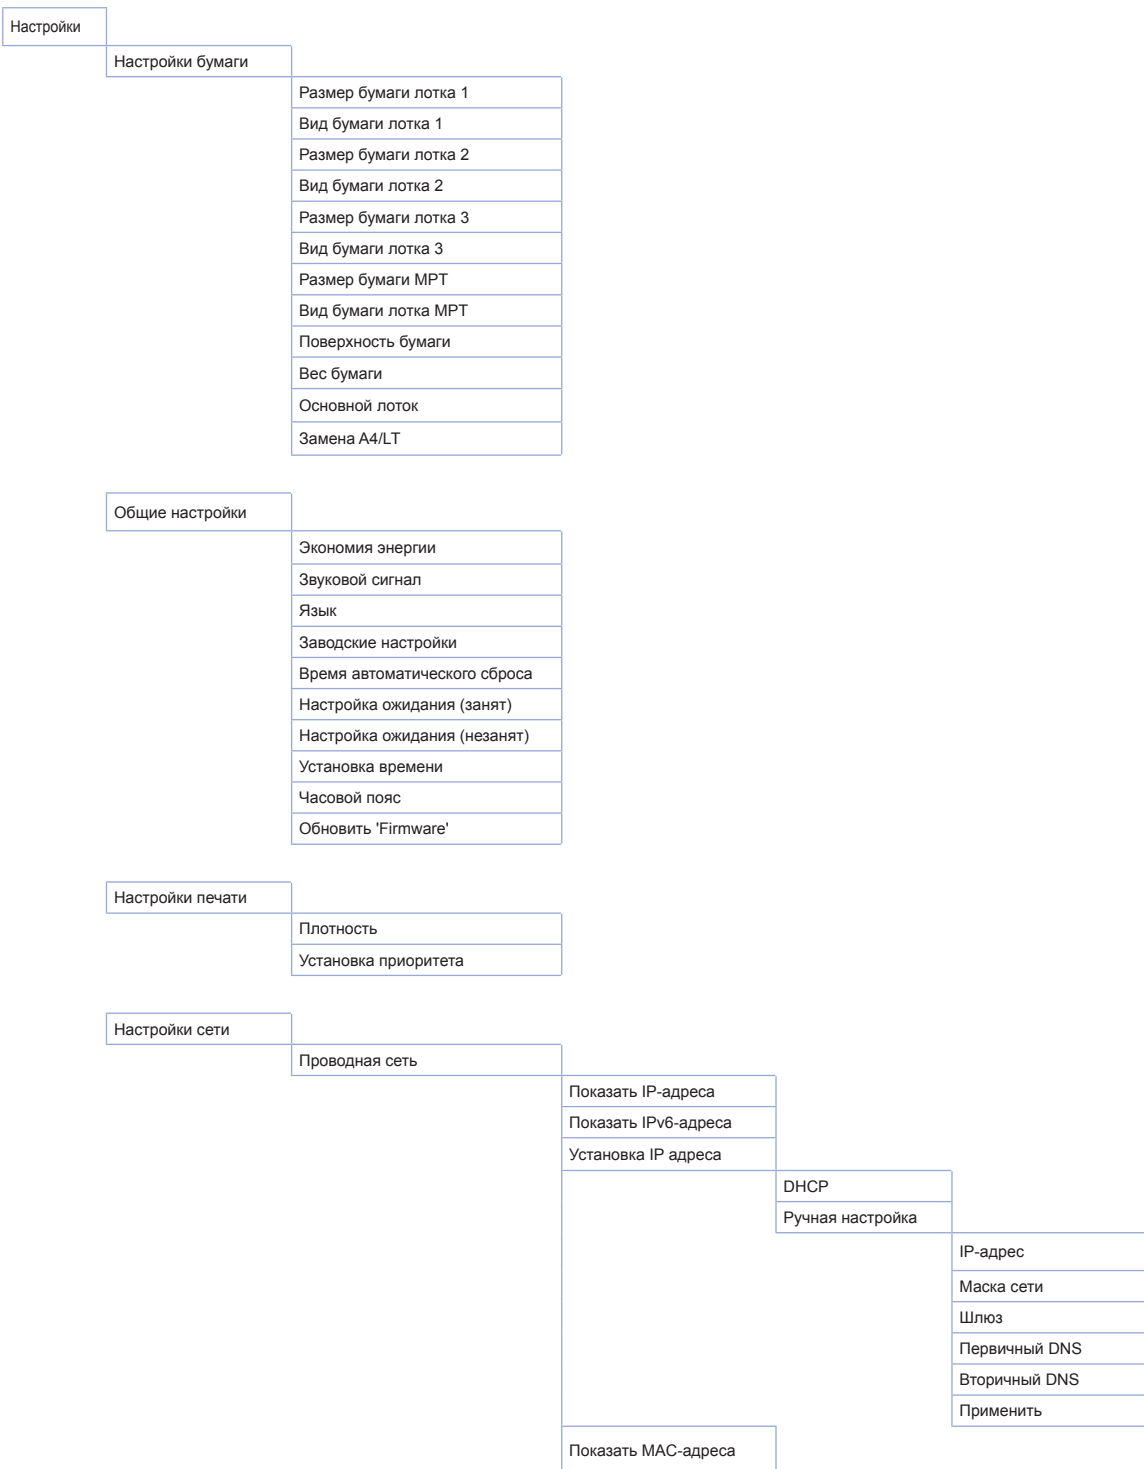 Настройки
Настройки бумаги
Размер бумаги лотка 1
Вид бумаги лотка 1
Размер бумаги лотка 2
Вид бумаги лотка 2
Размер бумаги лотка 3
Вид бумаги лотка 3
Размер бумаги МРТ
Вид бумаги лотка МРТ
Поверхность бумаги
Вес бумаги
Основной лоток
Замена A4/LT
Общие настройки
Экономия энергии
Звуковой сигнал
Язык
Заводские настройки
Время автоматического сброса
Настройка ожидания (занят)
Настройка ожидания (незанят)
Установка времени
Часовой пояс
Обновить 'Firmware'
Настройки печати
Плотность
Установка приоритета
Настройки сети
Проводная сеть
Показать IP-адреса
Показать IPv6-адреса
Установка IP адреса
DHCP
Ручная настройка
IP-адрес
Маска сети
Шлюз
Первичный DNS
Вторичный DNS
Применить
Показать MAC-адреса